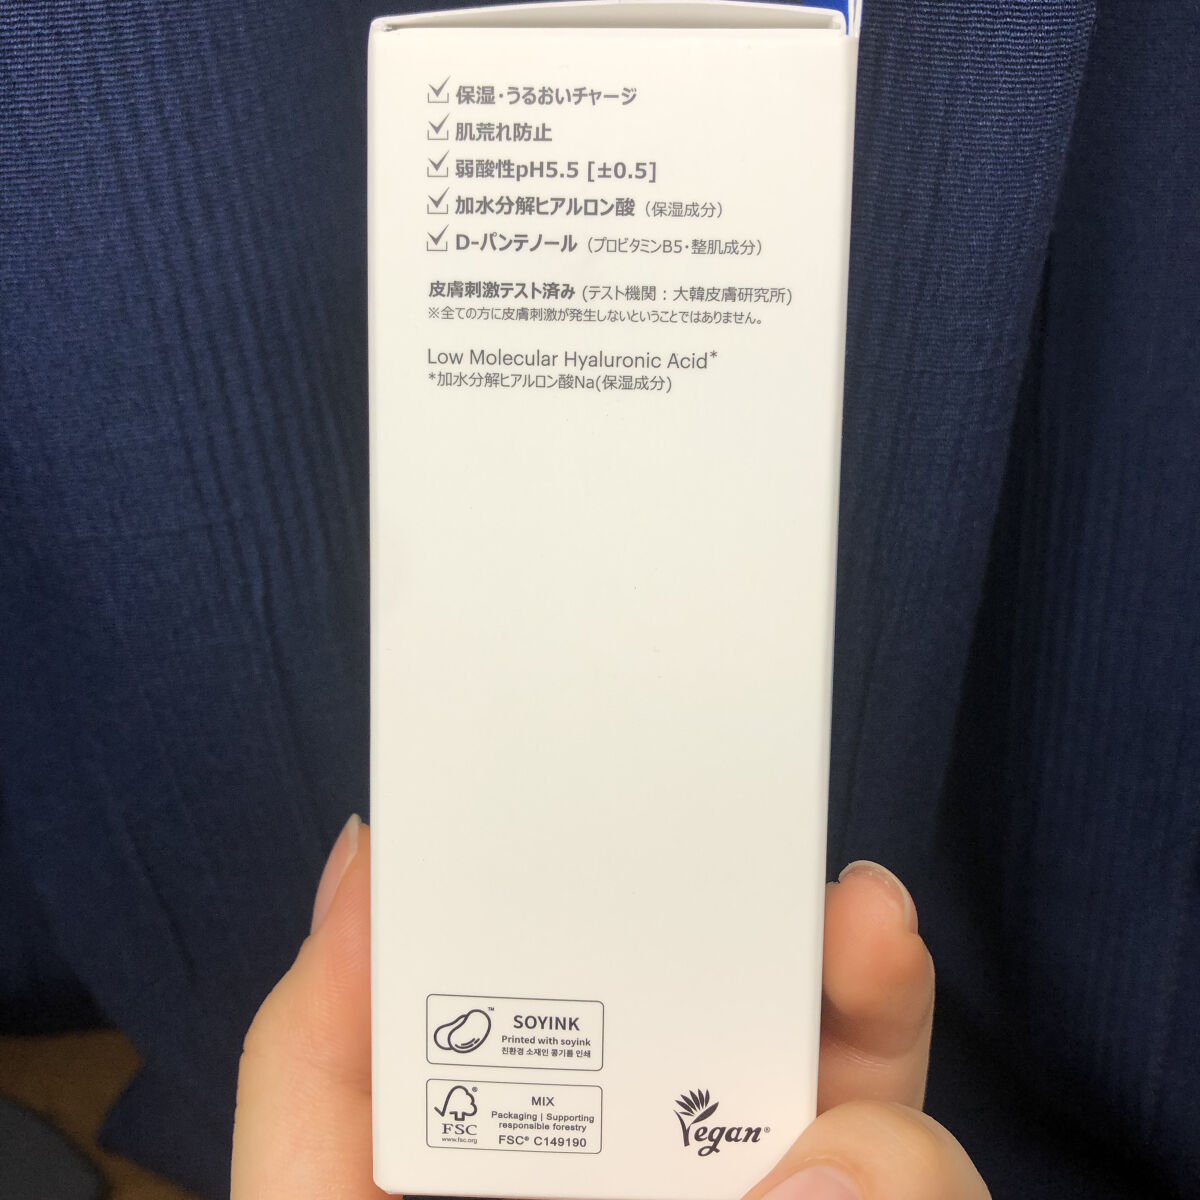 保湿・うるおいチャージ
肌荒れ防止
弱酸性pH5.5 [±0.5]
加水分解ヒアルロン酸（保湿成分）
D-パンテノール（プロビタミンB5・整肌成分）
皮膚刺激テスト済み (テスト機関：大韓皮膚研究所)
※全ての方に皮膚刺激が発生しないということではありません。
Low Molecular Hyaluronic Acid*
*加水分解ヒアルロン酸Na(保湿成分)
SOYINK
Printed with soyink
친환경 소재인 콩기름 인쇄
FSC
www.fsc.org
MIX
Packaging | Supporting
responsible forestry
FSC® C149190
Vegan®